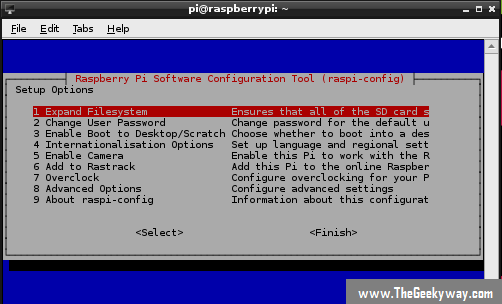 pi@raspberrypi: ~
File Edit Tabs Help
Raspberry Pi Software Configuration Tool (raspi-config)
Setup Options
1 Expand Filesystem Ensures that all of the SD card s
2 Change User Password Change password for the default u
3 Enable Boot to Desktop/Scratch Choose whether to boot into a des
4 Internationalisation Options Set up language and regional sett
5 Enable Camera Enable this Pi to work with the R
6 Add to Rastrack Add this Pi to the online Raspber
7 Overclock Configure overclocking for your P
8 Advanced Options Configure advanced settings
9 About raspi-config Information about this configurat
<Select> <Finish>
www.TheGeekyway.com